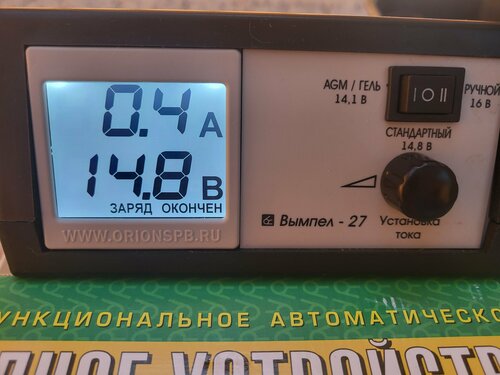 0.4 А
14.8 В
ЗАРЯД ОКОНЧЕН
WWW.ORIONSPB.RU
AGM / ГЕЛЬ
14,1 В
РУЧНОЙ
16 В
СТАНДАРТНЫЙ
14,8 В
Вымпел - 27
Установка
тока
УНКЦИОНАЛЬНОЕ АВТОМАТИЧЕСКО
УСТРОЙСТВ